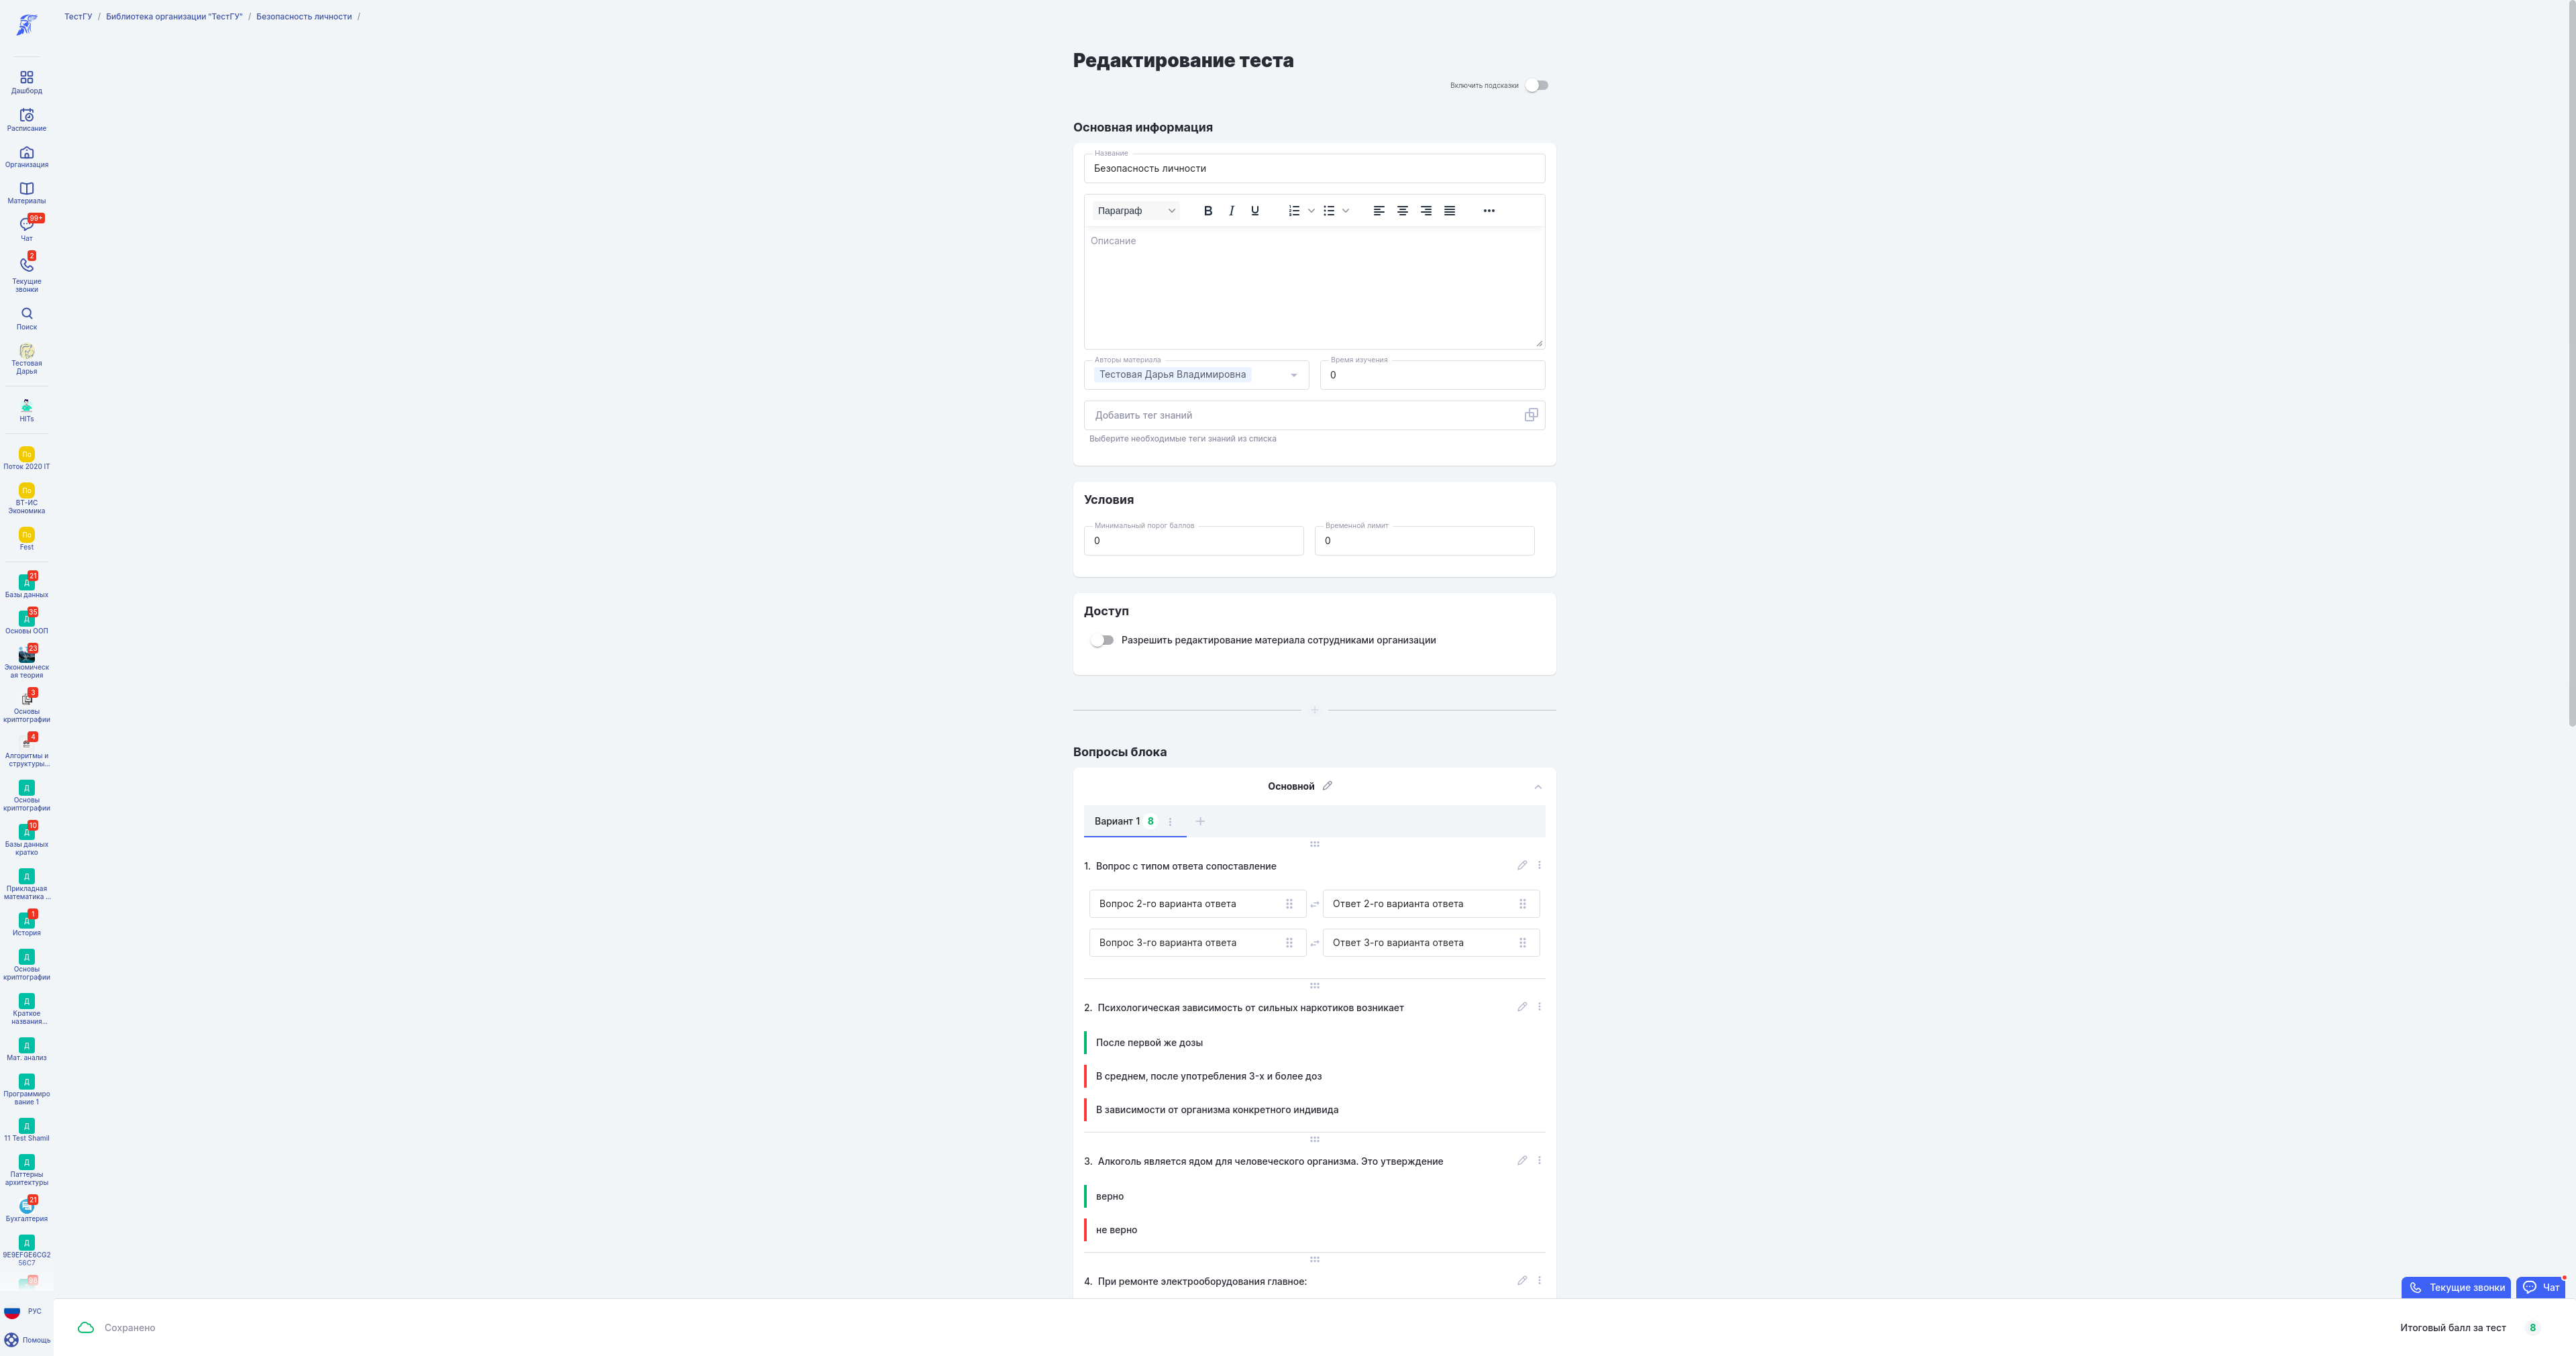 ТестГУ / Библиотека организации "ТестГУ" / Безопасность личности /
Дашборд
Расписание
Организация
Материалы
99+
Чат
2
Текущие
звонки
Поиск
Тестовая
Дарья
HITs
По
Поток 2020 IT
По
ВТ-ИС
Экономика
По
Fest
Д
21
Базы данных
Д
35
Основы ООП
23
Экономическ
ая теория
3
Основы
криптографии
4
Алгоритмы и
структуры...
Д
Основы
криптографии
Д
10
Базы данных
кратко
Д
Прикладная
математика ...
Д
1
История
Д
Основы
криптографии
Д
Краткое
названия...
Д
Мат. анализ
Д
Программиро
вание 1
Д
11 Test Shamil
Д
Паттерны
архитектуры
21
Бухгалтерия
Д
9E9EFGE6CG2
56C7
РУС
Помощь
Редактирование теста
Включить подсказки
Основная информация
Название
Безопасность личности
Параграф
Описание
Авторы материала
Тестовая Дарья Владимировна
Время изучения
0
Добавить тег знаний
Выберите необходимые теги знаний из списка
Условия
Минимальный порог баллов
0
Временной лимит
0
Доступ
Разрешить редактирование материала сотрудниками организации
Вопросы блока
Основной
Вариант 1 8
1. Вопрос с типом ответа сопоставление
Вопрос 2-го варианта ответа
Ответ 2-го варианта ответа
Вопрос 3-го варианта ответа
Ответ 3-го варианта ответа
2. Психологическая зависимость от сильных наркотиков возникает
После первой же дозы
В среднем, после употребления 3-х и более доз
В зависимости от организма конкретного индивида
3. Алкоголь является ядом для человеческого организма. Это утверждение
верно
не верно
4. При ремонте электрооборудования главное:
Текущие звонки
Чат
Сохранено
Итоговый балл за тест 8